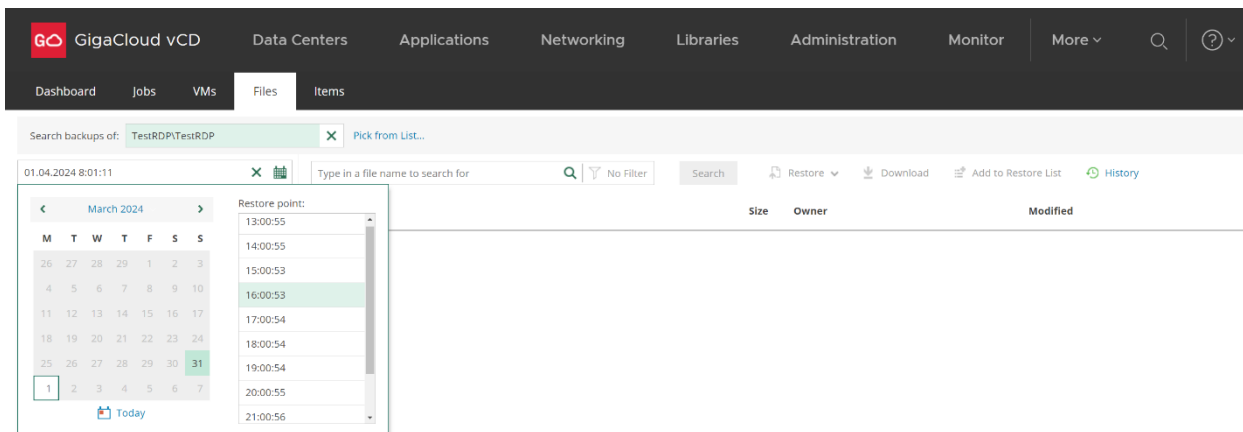 GO GigaCloud vCD Data Centers Applications Networking Libraries Administration Monitor More ?
Dashboard Jobs VMs Files Items
Search backups of: TestRDP\TestRDP Pick from List...
01.04.2024 8:01:11 Type in a file name to search for No Filter Search Restore Download Add to Restore List History
Size Owner Modified
March 2024
M T W T F S S
26 27 28 29 1 2 3
4 5 6 7 8 9 10
11 12 13 14 15 16 17
18 19 20 21 22 23 24
25 26 27 28 29 30 31
1 2 3 4 5 6 7
Today
Restore point:
13:00:55
14:00:55
15:00:53
16:00:53
17:00:54
18:00:54
19:00:54
20:00:55
21:00:56